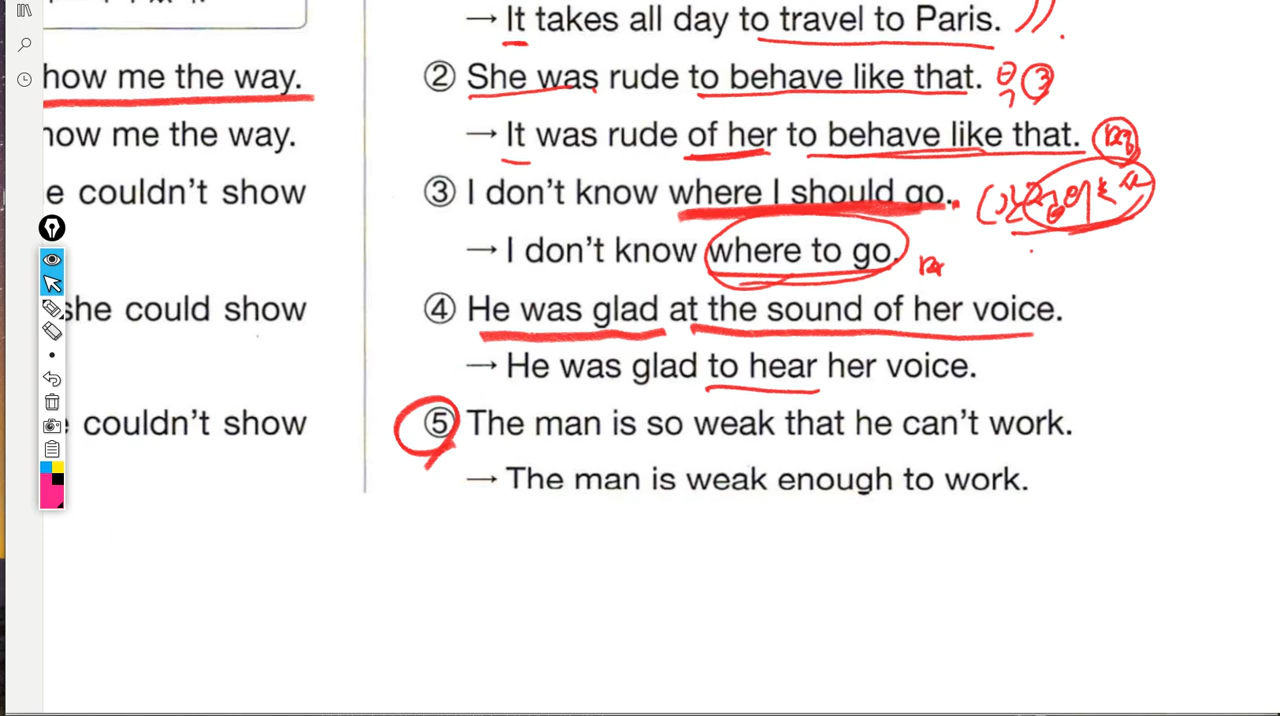 how me the way.
now me the way.
e couldn't show
she could show
couldn't show
→ It takes all day to travel to Paris.
② She was rude to behave like that.
→ It was rude of her to behave like that.
③ I don't know where I should go.
→ I don't know where to go.
④ He was glad at the sound of her voice.
→ He was glad to hear her voice.
⑤ The man is so weak that he can't work.
→ The man is weak enough to work.